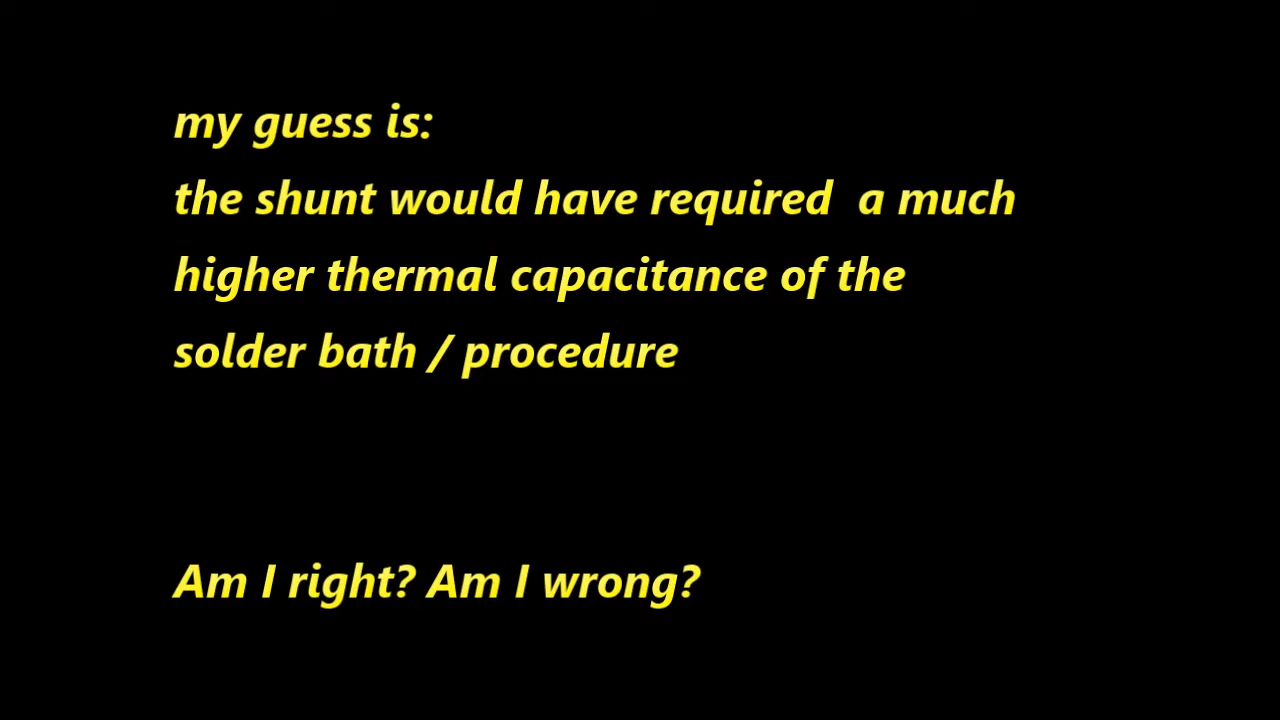 my guess is:
the shunt would have required  a much
higher thermal capacitance of the
solder bath / procedure
Am I right? Am I wrong?